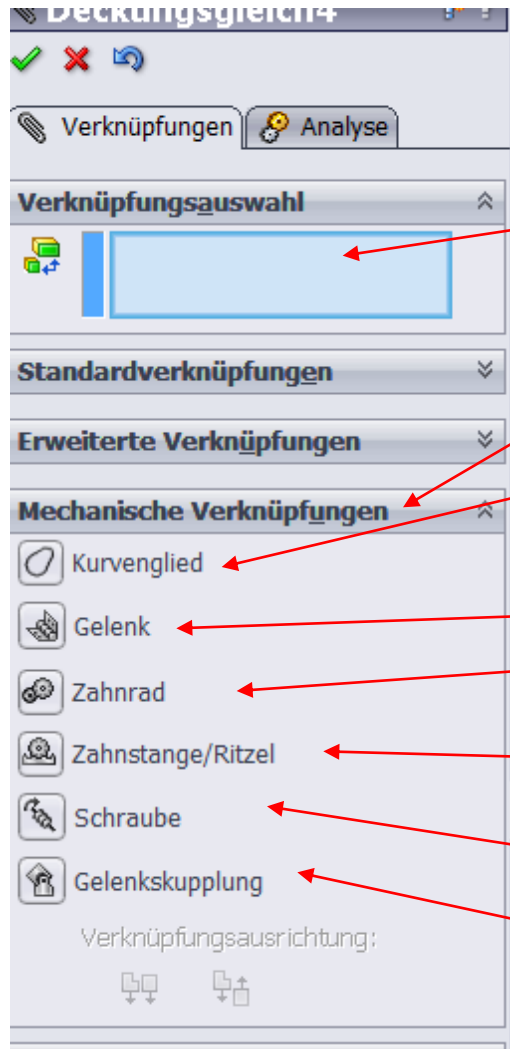 Deckungsgleich4
Verknüpfungen Analyse
Verknüpfungsauswahl
Standardverknüpfungen
Erweiterte Verknüpfungen
Mechanische Verknüpfungen
Kurvenglied
Gelenk
Zahnrad
Zahnstange/Ritzel
Schraube
Gelenkskupplung
Verknüpfungsausrichtung: